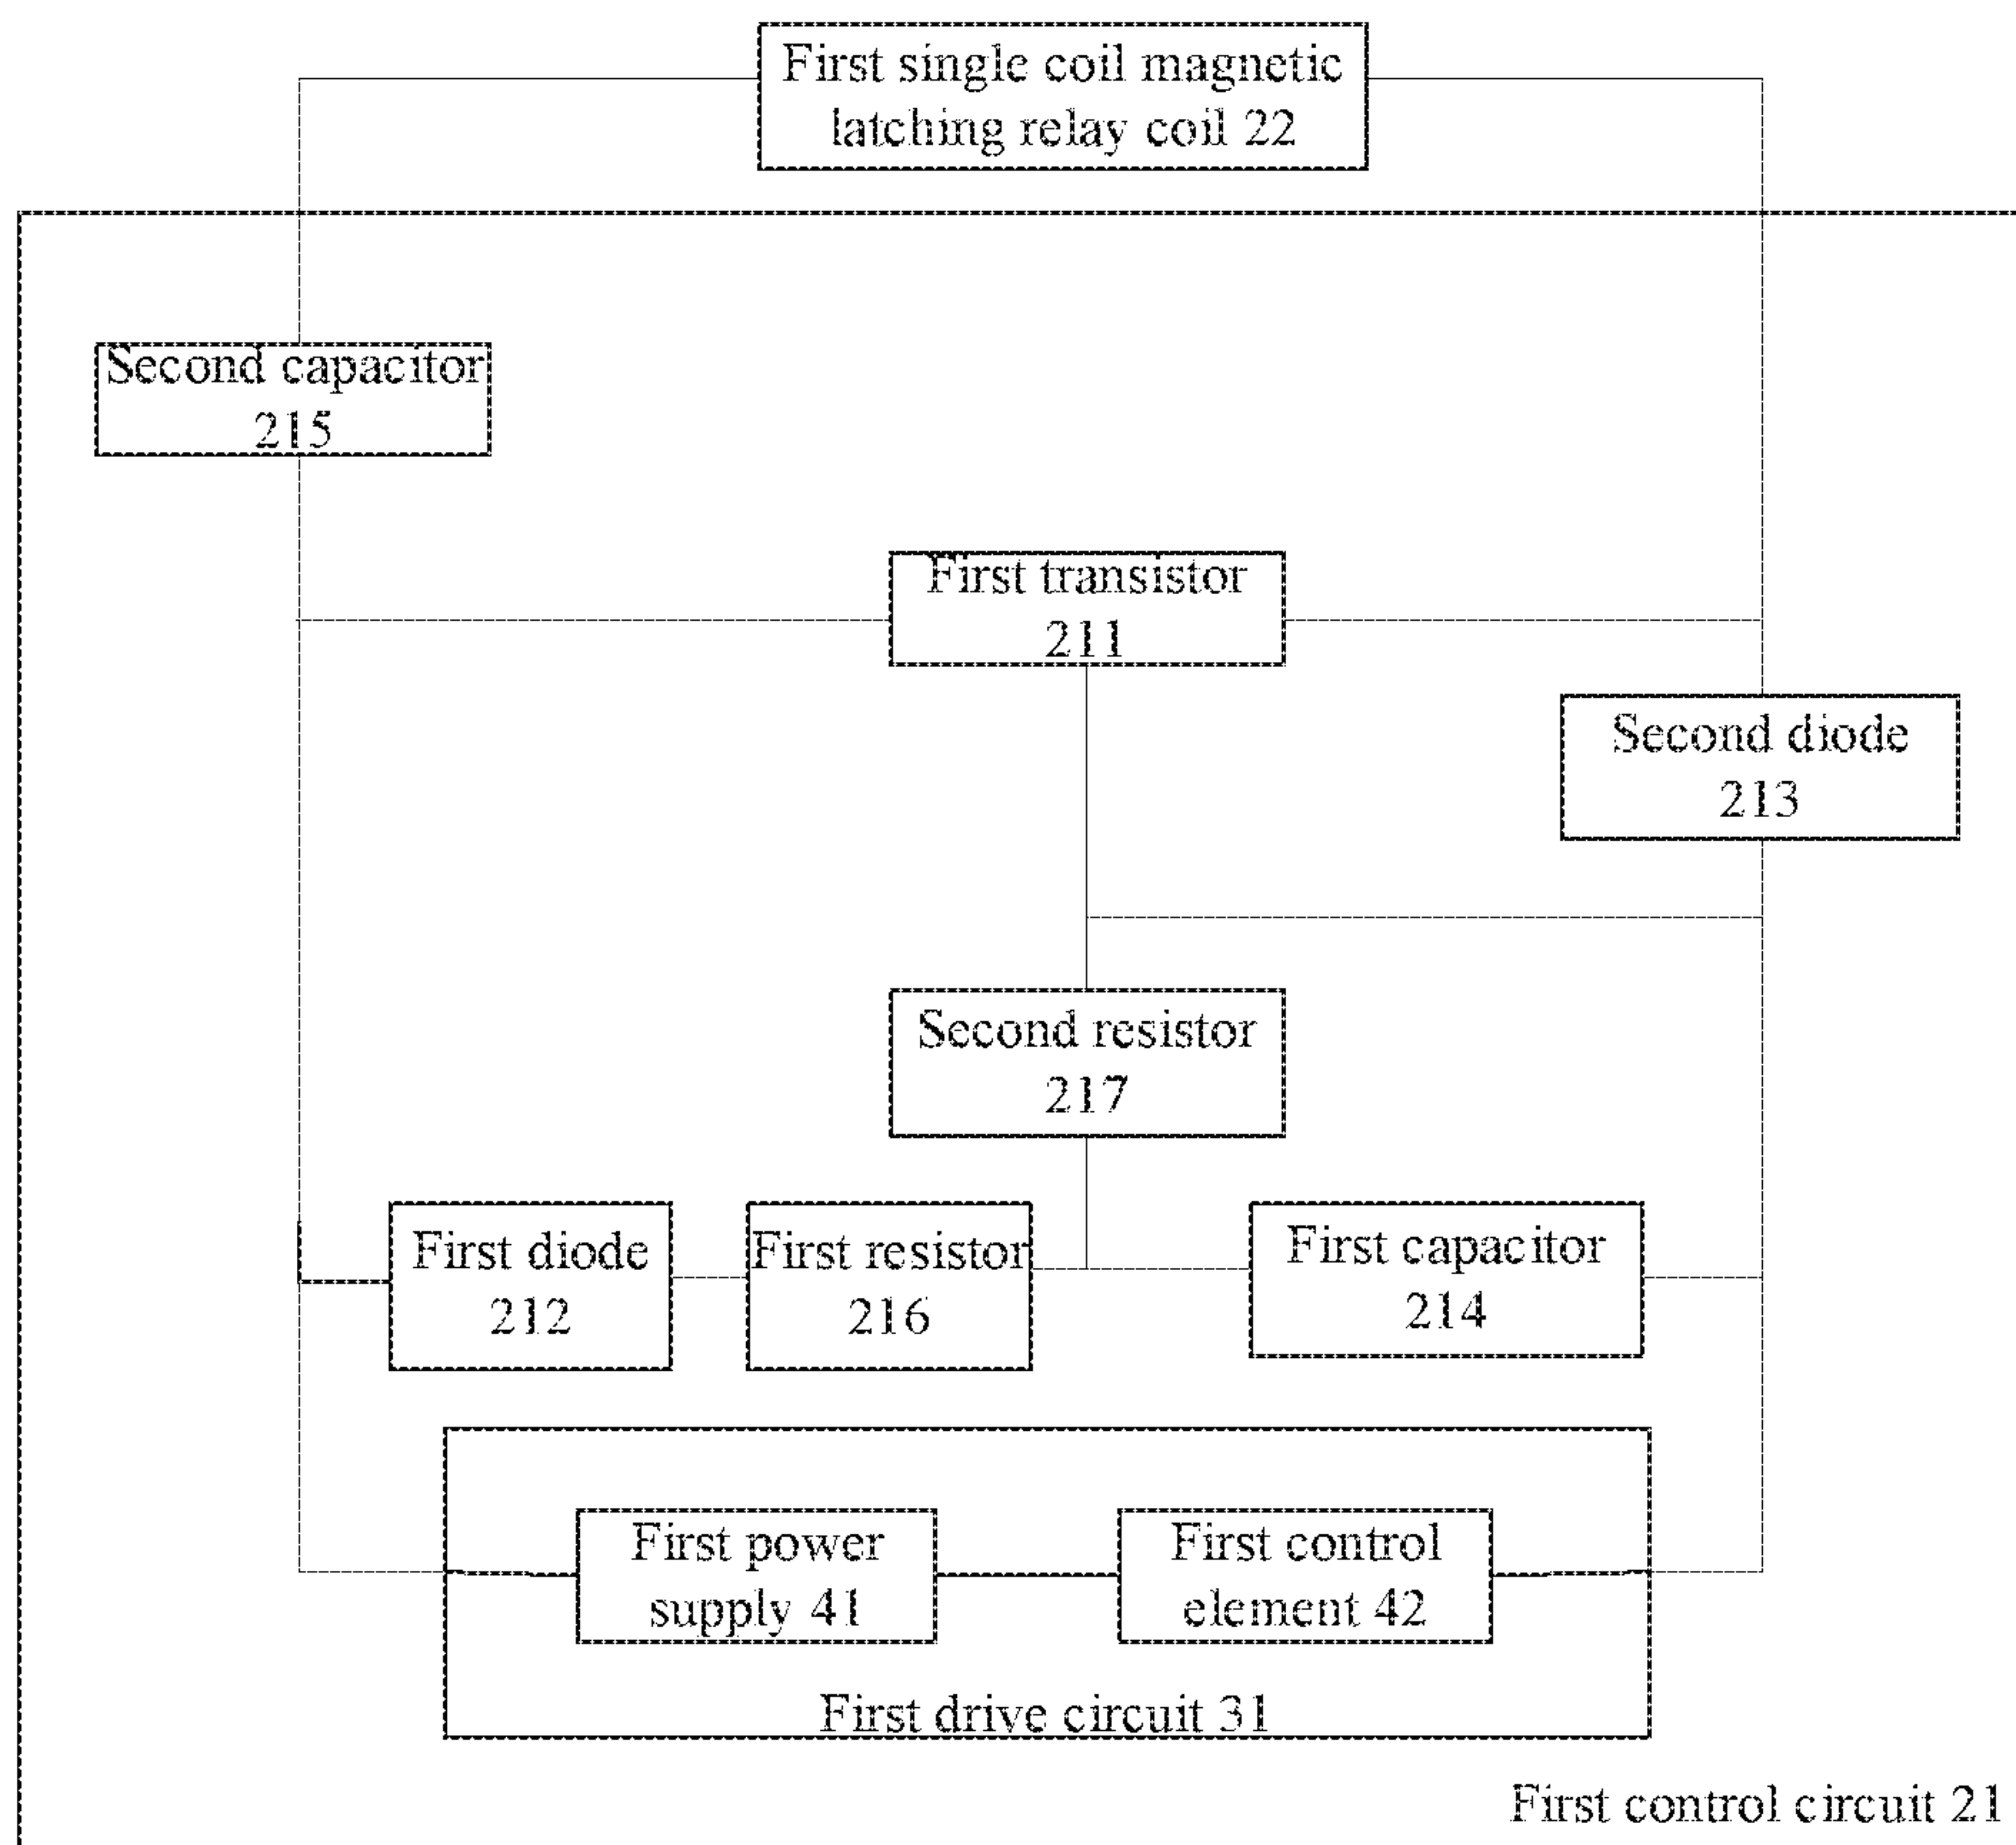 First single coil magnetic
latching relay coil 22
Second capacitor
215
First transistor
211
Second diode
213
Second resistor
217
First diode
212
First resistor
216
First capacitor
214
First power
supply 41
First control
element 42
First drive circuit 31
First control circuit 21